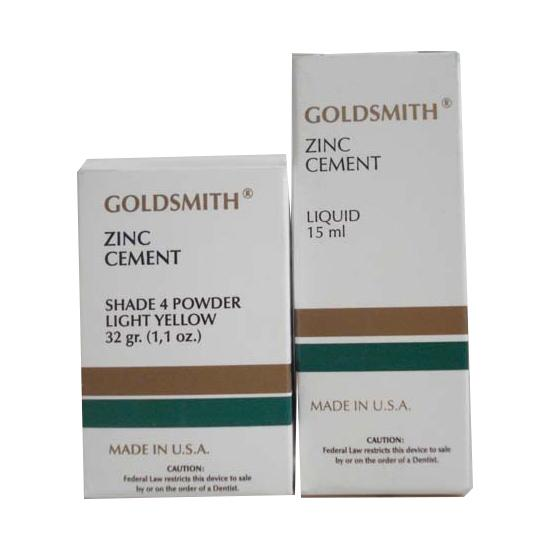 GOLDSMITH®
ZINC
CEMENT
SHADE 4 POWDER
LIGHT YELLOW
32 gr. (1,1 oz.)
MADE IN U.S.A.
CAUTION:
Federal Law restricts this device to sale
by or on the order of a Dentist.
GOLDSMITH®
ZINC
CEMENT
LIQUID
15 ml
MADE IN U.S.A.
CAUTION:
Federal Law restricts this device to sale
by or on the order of a Dentist.